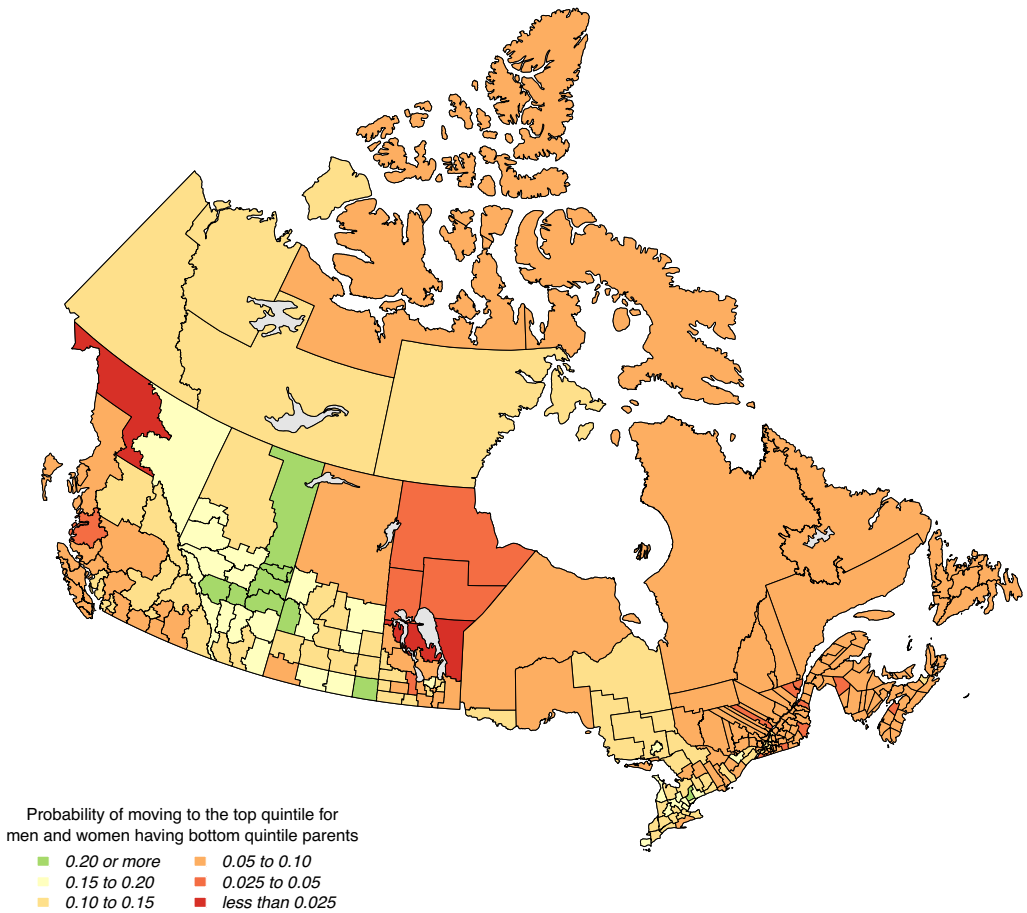 Probability of moving to the top quintile for
men and women having bottom quintile parents
0.20 or more
0.05 to 0.10
0.15 to 0.20
0.025 to 0.05
0.10 to 0.15
less than 0.025